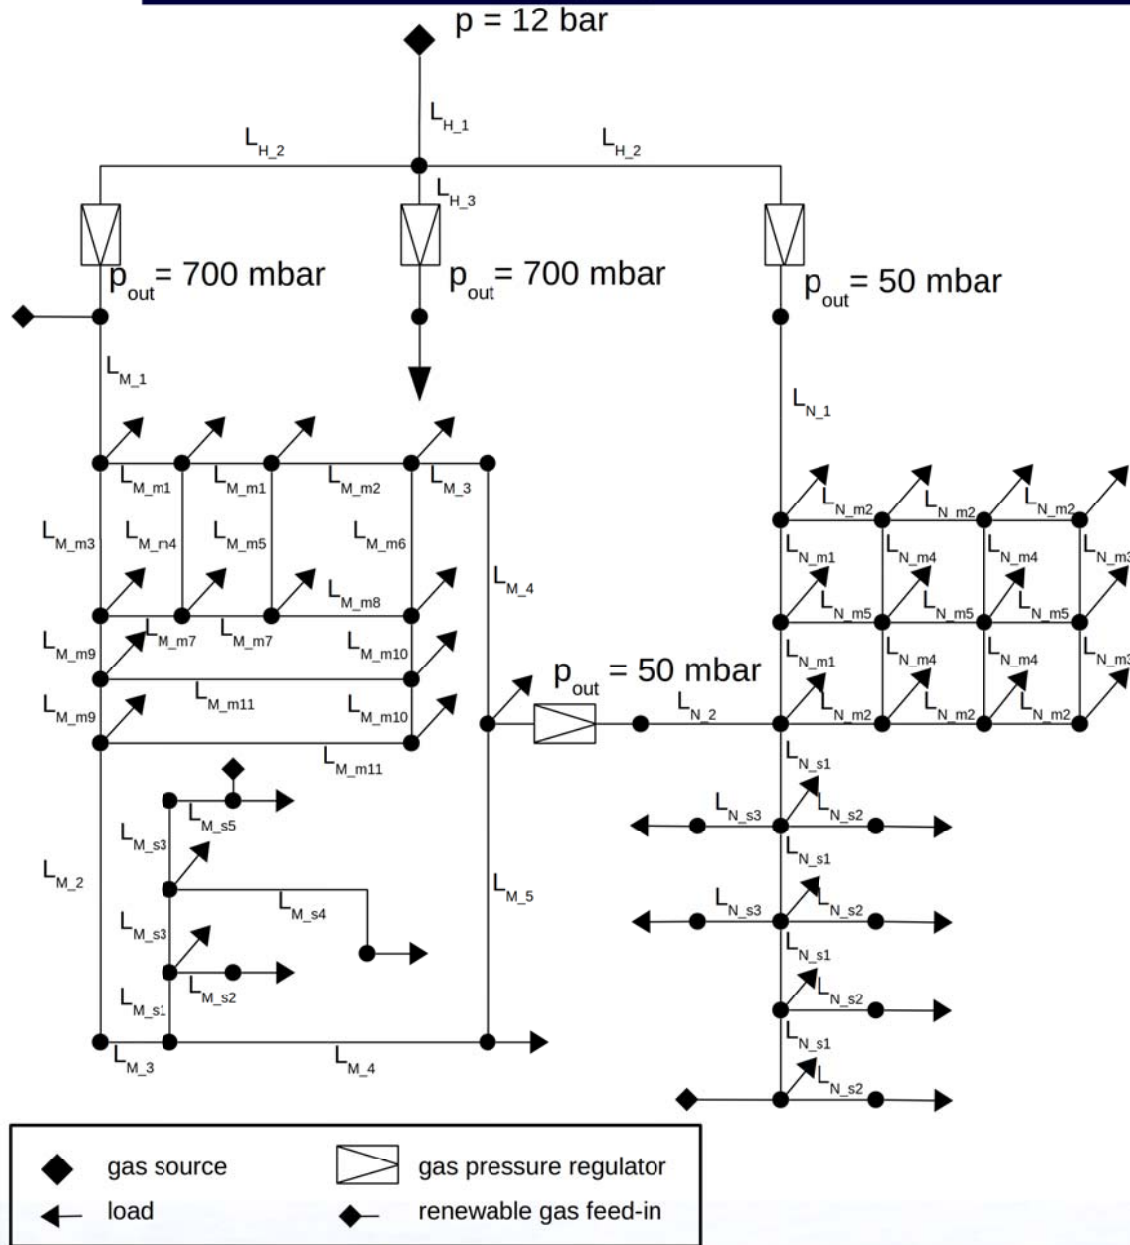 p = 12 bar
L_H_1
L_H_2 L_H_2
L_H_3
p_out = 700 mbar p_out = 700 mbar p_out = 50 mbar
L_M_1
L_N_1
L_M_m1 L_M_m1 L_M_m2 L_M_3
L_N_m2 L_N_m2 L_N_m2
L_M_m3 L_M_m4 L_M_m5 L_M_m6
L_N_m1 L_N_m4 L_N_m4 L_N_m3
L_M_4
L_M_m8
L_N_m5 L_N_m5 L_N_m5
L_M_m7 L_M_m7
L_M_m9 L_M_m10
L_N_m1 L_N_m4 L_N_m4 L_N_m3
p_out = 50 mbar
L_M_m11
L_M_m9 L_M_m10
L_N_2
L_N_m2 L_N_m2 L_N_m2
L_M_m11
L_N_s1
L_M_s5
L_N_s3 L_N_s2
L_M_s3
L_N_s1
L_M_2
L_M_s4 L_M_5
L_N_s3 L_N_s2
L_M_s3
L_N_s1
L_M_s2
L_M_s1
L_N_s2
L_N_s1
L_M_3 L_M_4
L_N_s2
gas source gas pressure regulator
load renewable gas feed-in